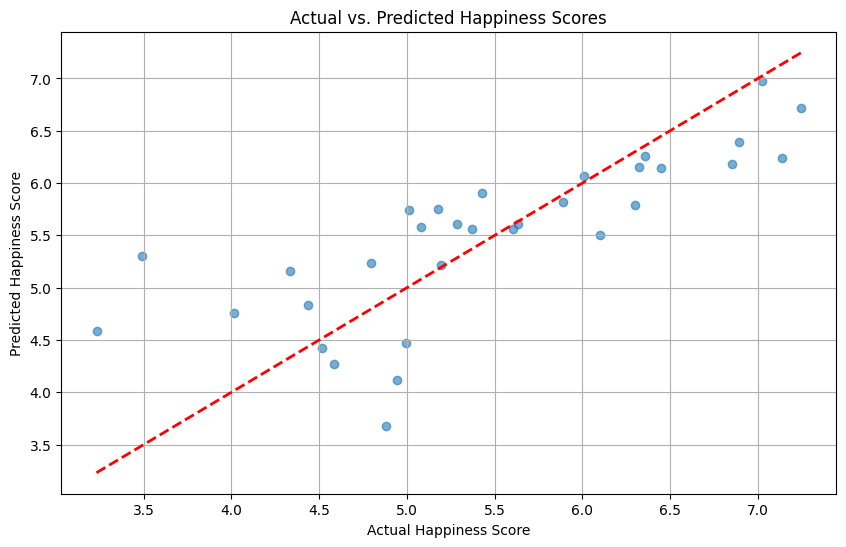 Actual vs. Predicted Happiness Scores
Predicted Happiness Score
7.0
6.5
6.0
5.5
5.0
4.5
4.0
3.5
3.5 4.0 4.5 5.0 5.5 6.0 6.5 7.0
Actual Happiness Score